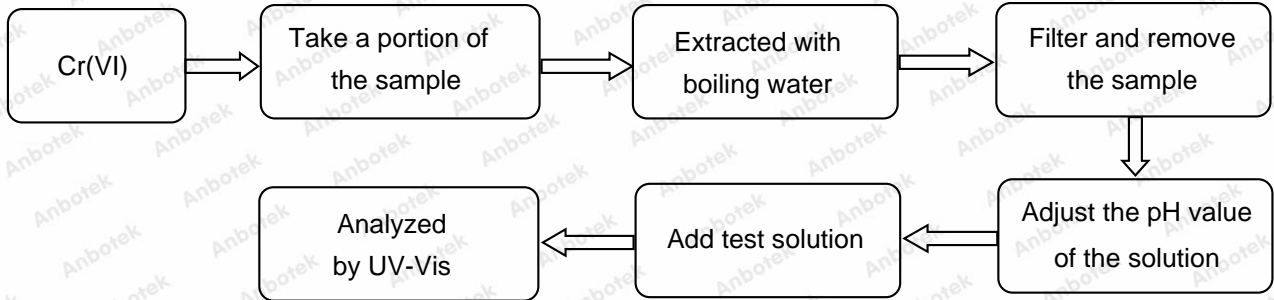 Cr(VI)
Take a portion of
the sample
Extracted with
boiling water
Filter and remove
the sample
Adjust the pH value
of the solution
Add test solution
Analyzed
by UV-Vis
Anbotek